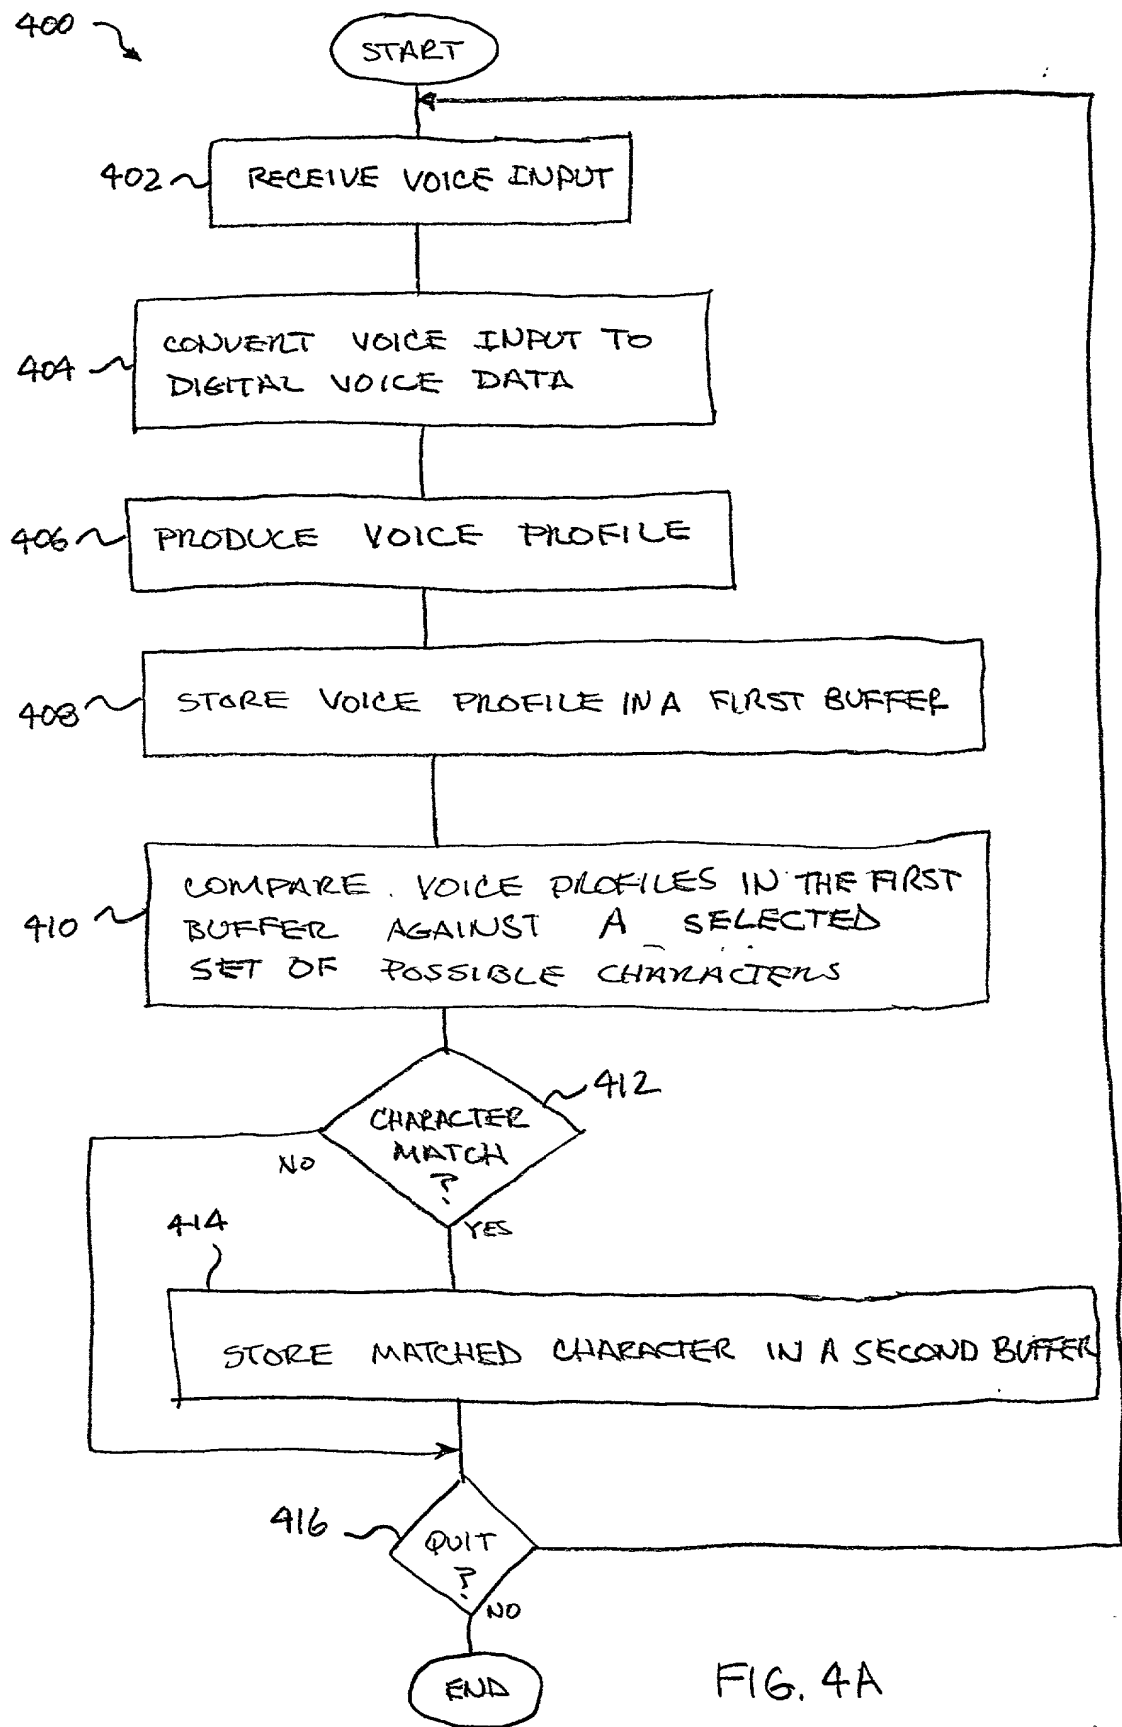 400
START
402
RECEIVE VOICE INPUT
404
CONVERT VOICE INPUT TO
DIGITAL VOICE DATA
406
PRODUCE VOICE PROFILE
408
STORE VOICE PROFILE IN A FIRST BUFFER
410
COMPARE VOICE PROFILES IN THE FIRST
BUFFER AGAINST A SELECTED
SET OF POSSIBLE CHARACTERS
412
CHARACTER
MATCH
?
NO
YES
414
STORE MATCHED CHARACTER IN A SECOND BUFFER
416
QUIT
?
NO
END
FIG. 4A